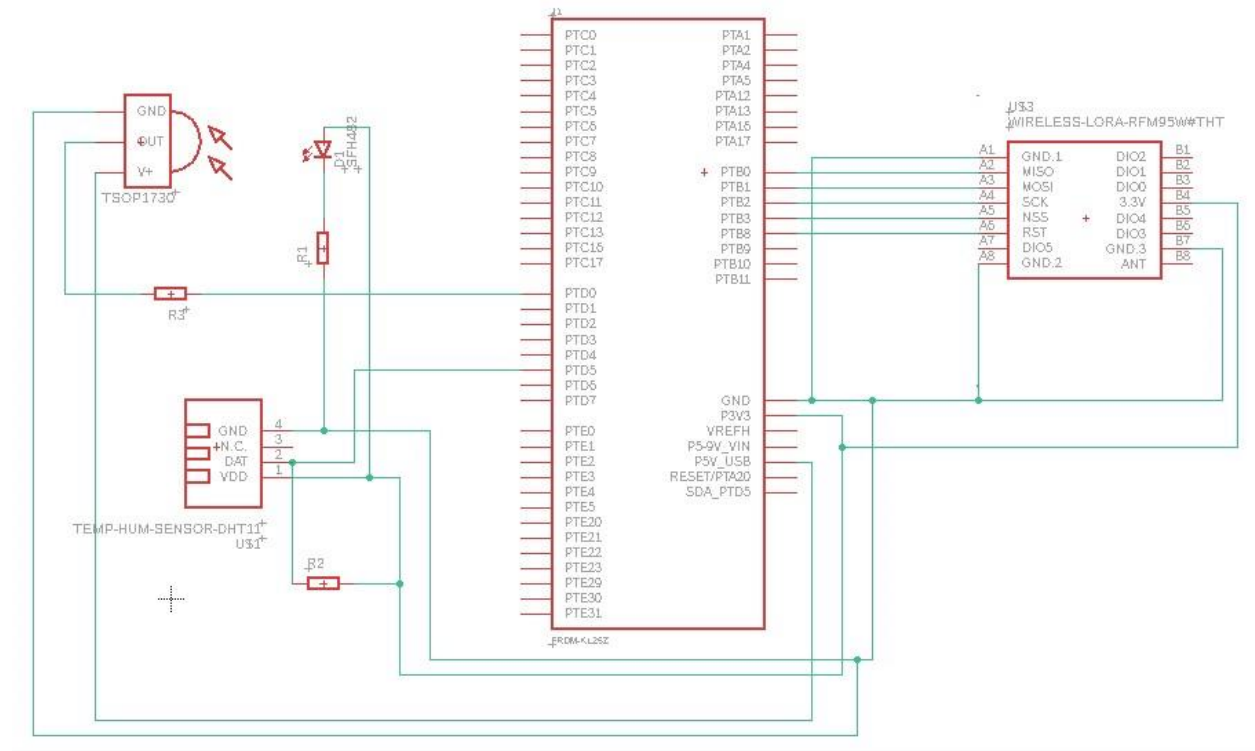 J1
GND
OUT
V+
TSOP1730
D1
SFH482
R1
R3
GND 4
N.C. 3
DAT 2
VDD 1
TEMP-HUM-SENSOR-DHT11
U$1
R2
PTC0
PTC1
PTC2
PTC3
PTC4
PTC5
PTC6
PTC7
PTC8
PTC9
PTC10
PTC11
PTC12
PTC13
PTC16
PTC17
PTD0
PTD1
PTD2
PTD3
PTD4
PTD5
PTD6
PTD7
PTE0
PTE1
PTE2
PTE3
PTE4
PTE5
PTE20
PTE21
PTE22
PTE23
PTE29
PTE30
PTE31
PTA1
PTA2
PTA4
PTA5
PTA12
PTA13
PTA16
PTA17
PTB0
PTB1
PTB2
PTB3
PTB8
PTB9
PTB10
PTB11
GND
P3V3
VREFH
P5-9V_VIN
P5V_USB
RESET/PTA20
SDA_PTD5
FRDM-KL25Z
U$3
WIRELESS-LORA-RFM95W#THT
A1 GND.1 DIO2 B1
A2 MISO DIO1 B2
A3 MOSI DIO0 B3
A4 SCK 3.3V B4
A5 NSS DIO4 B5
A6 RST DIO3 B6
A7 DIO5 GND.3 B7
A8 GND.2 ANT B8